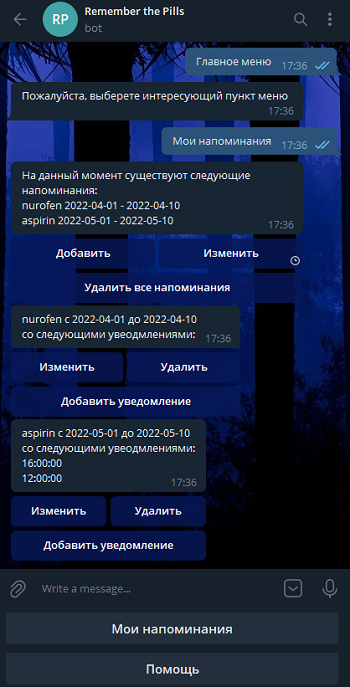 Remember the Pills
RP
bot
Главное меню
17:36
Пожалуйста, выберете интересующий пункт меню
17:36
Мои напоминания
17:36
На данный момент существуют следующие
напоминания:
nurofen 2022-04-01 - 2022-04-10
aspirin 2022-05-01 - 2022-05-10
17:36
Добавить
Изменить
Удалить все напоминания
nurofen с 2022-04-01 до 2022-04-10
со следующими увеодмлениями:
17:36
Изменить
Удалить
Добавить уведомление
aspirin с 2022-05-01 до 2022-05-10
со следующими увеодмлениями:
16:00:00
12:00:00
17:36
Изменить
Удалить
Добавить уведомление
Write a message...
Мои напоминания
Помощь